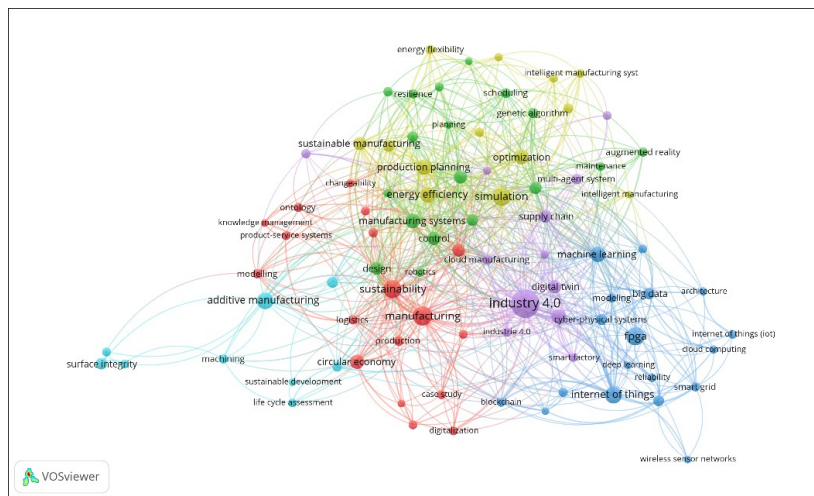 energy flexibility
intelligent manufacturing syst
resilience
scheduling
genetic algorithm
planning
sustainable manufacturing
optimization
augmented reality
production planning
maintenance
multi-agent system
changeability
energy efficiency
simulation
intelligent manufacturing
ontology
supply chain
knowledge management
manufacturing systems
product-service systems
control
machine learning
cloud manufacturing
design
robotics
modelling
sustainability
digital twin
architecture
big data
modeling
additive manufacturing
industry 4.0
manufacturing
logistics
cyber-physical systems
industrie 4.0
fpga
internet of things (iot)
production
cloud computing
smart factory
surface integrity
machining
circular economy
deep learning
reliability
sustainable development
smart grid
case study
internet of things
life cycle assessment
blockchain
digitalization
wireless sensor networks
VOSviewer